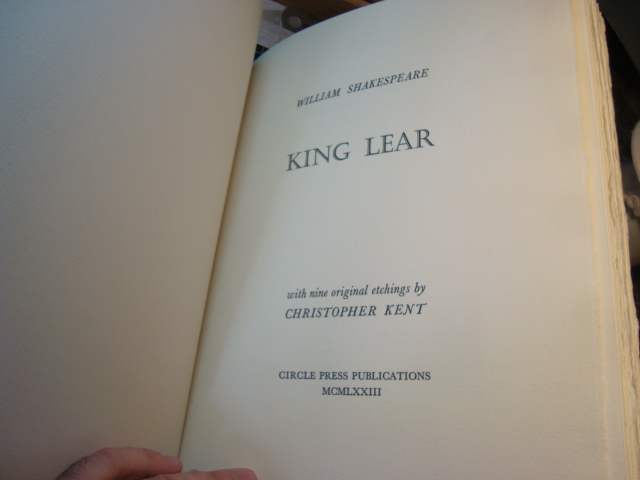 WILLIAM SHAKESPEARE
KING LEAR
with nine original etchings by
CHRISTOPHER KENT
CIRCLE PRESS PUBLICATIONS
MCMLXXIII